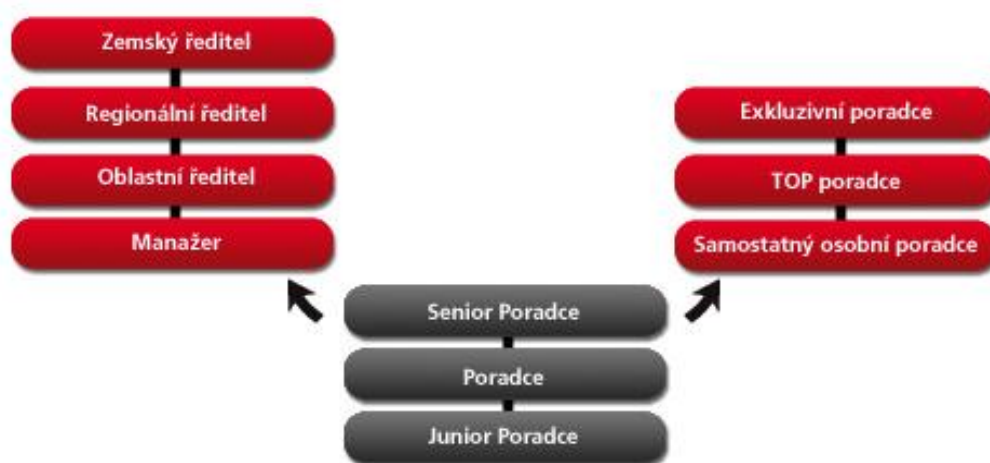 Zemský ředitel
Regionální ředitel
Oblastní ředitel
Manažer
Exkluzivní poradce
TOP poradce
Samostatný osobní poradce
Senior Poradce
Poradce
Junior Poradce